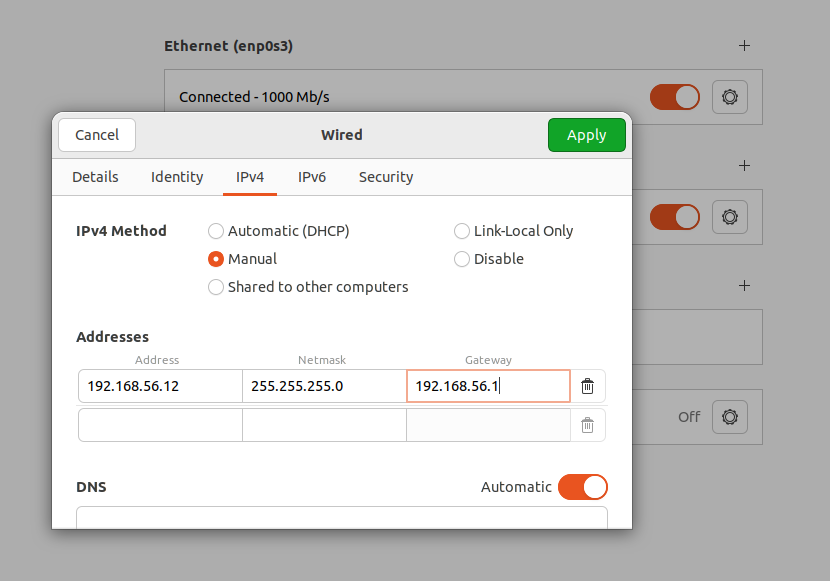 Ethernet (enp0s3)
Connected - 1000 Mb/s
Cancel Wired Apply
Details Identity IPv4 IPv6 Security
IPv4 Method Automatic (DHCP) Link-Local Only
Manual Disable
Shared to other computers
Addresses
Address Netmask Gateway
192.168.56.12 255.255.255.0 192.168.56.1
Off
DNS Automatic